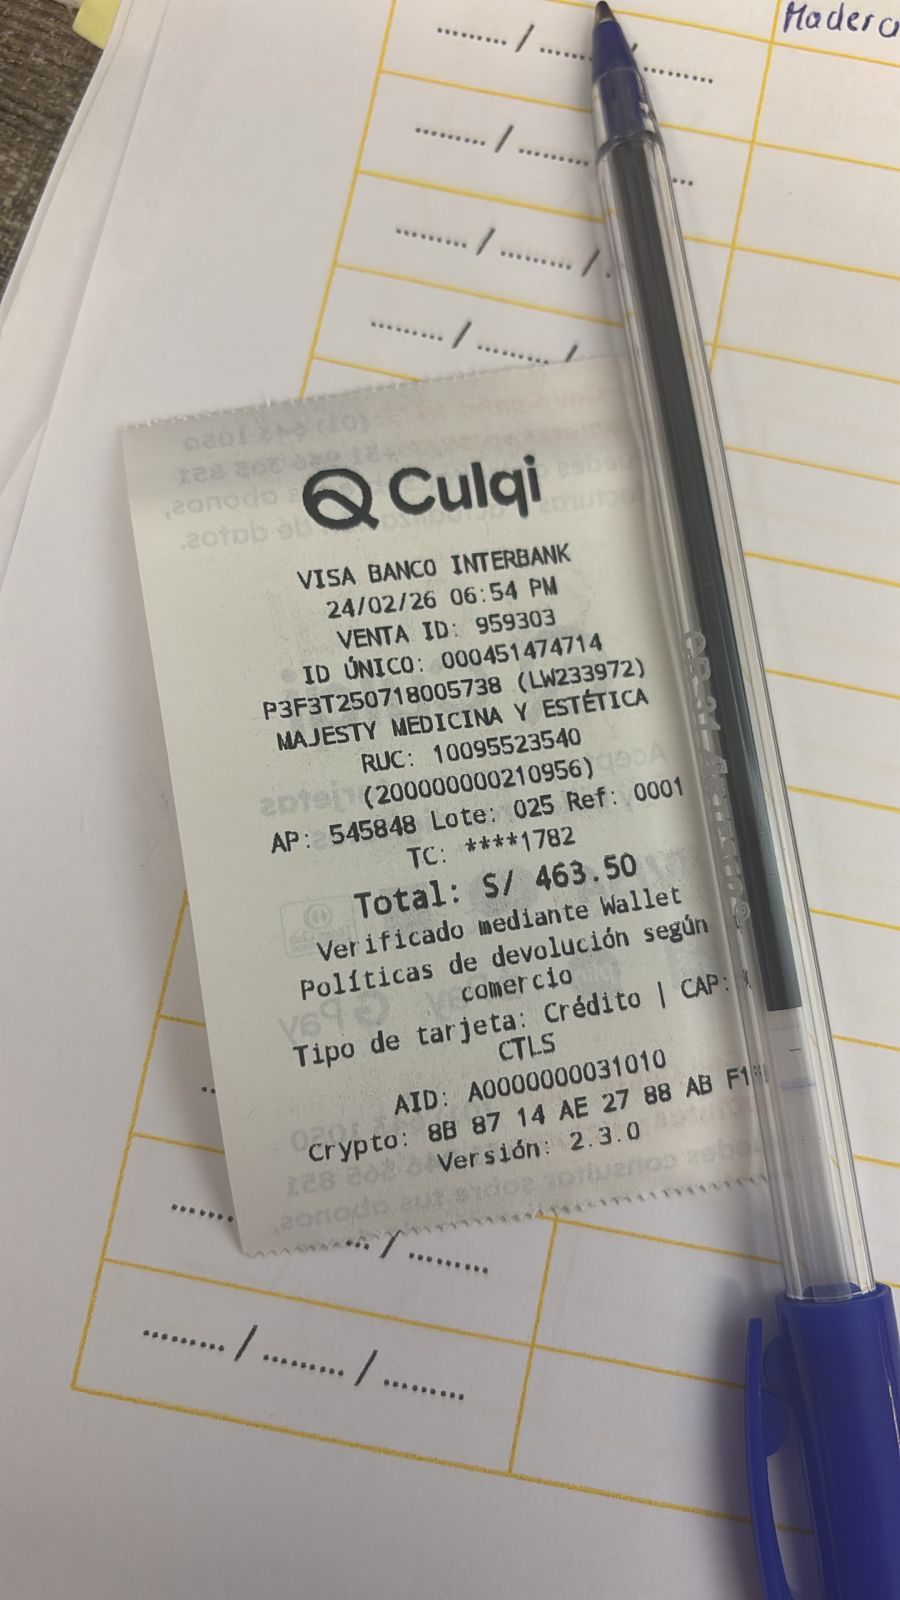 Madera
Culqi
VISA BANCO INTERBANK
24/02/26 06:54 PM
VENTA ID: 959303
ID ÚNICO: 000451474714
P3F3T250718005738 (LW233972)
MAJESTY MEDICINA Y ESTÉTICA
RUC: 10095523540
(200000000210956)
AP: 545848 Lote: 025 Ref: 0001
TC: ****1782
Total: S/ 463.50
Verificado mediante Wallet
Políticas de devolución según
comercio
Tipo de tarjeta: Crédito | CAP:
CTLS
AID: A0000000031010
Crypto: 8B 87 14 AE 27 88 AB
Versión: 2.3.0